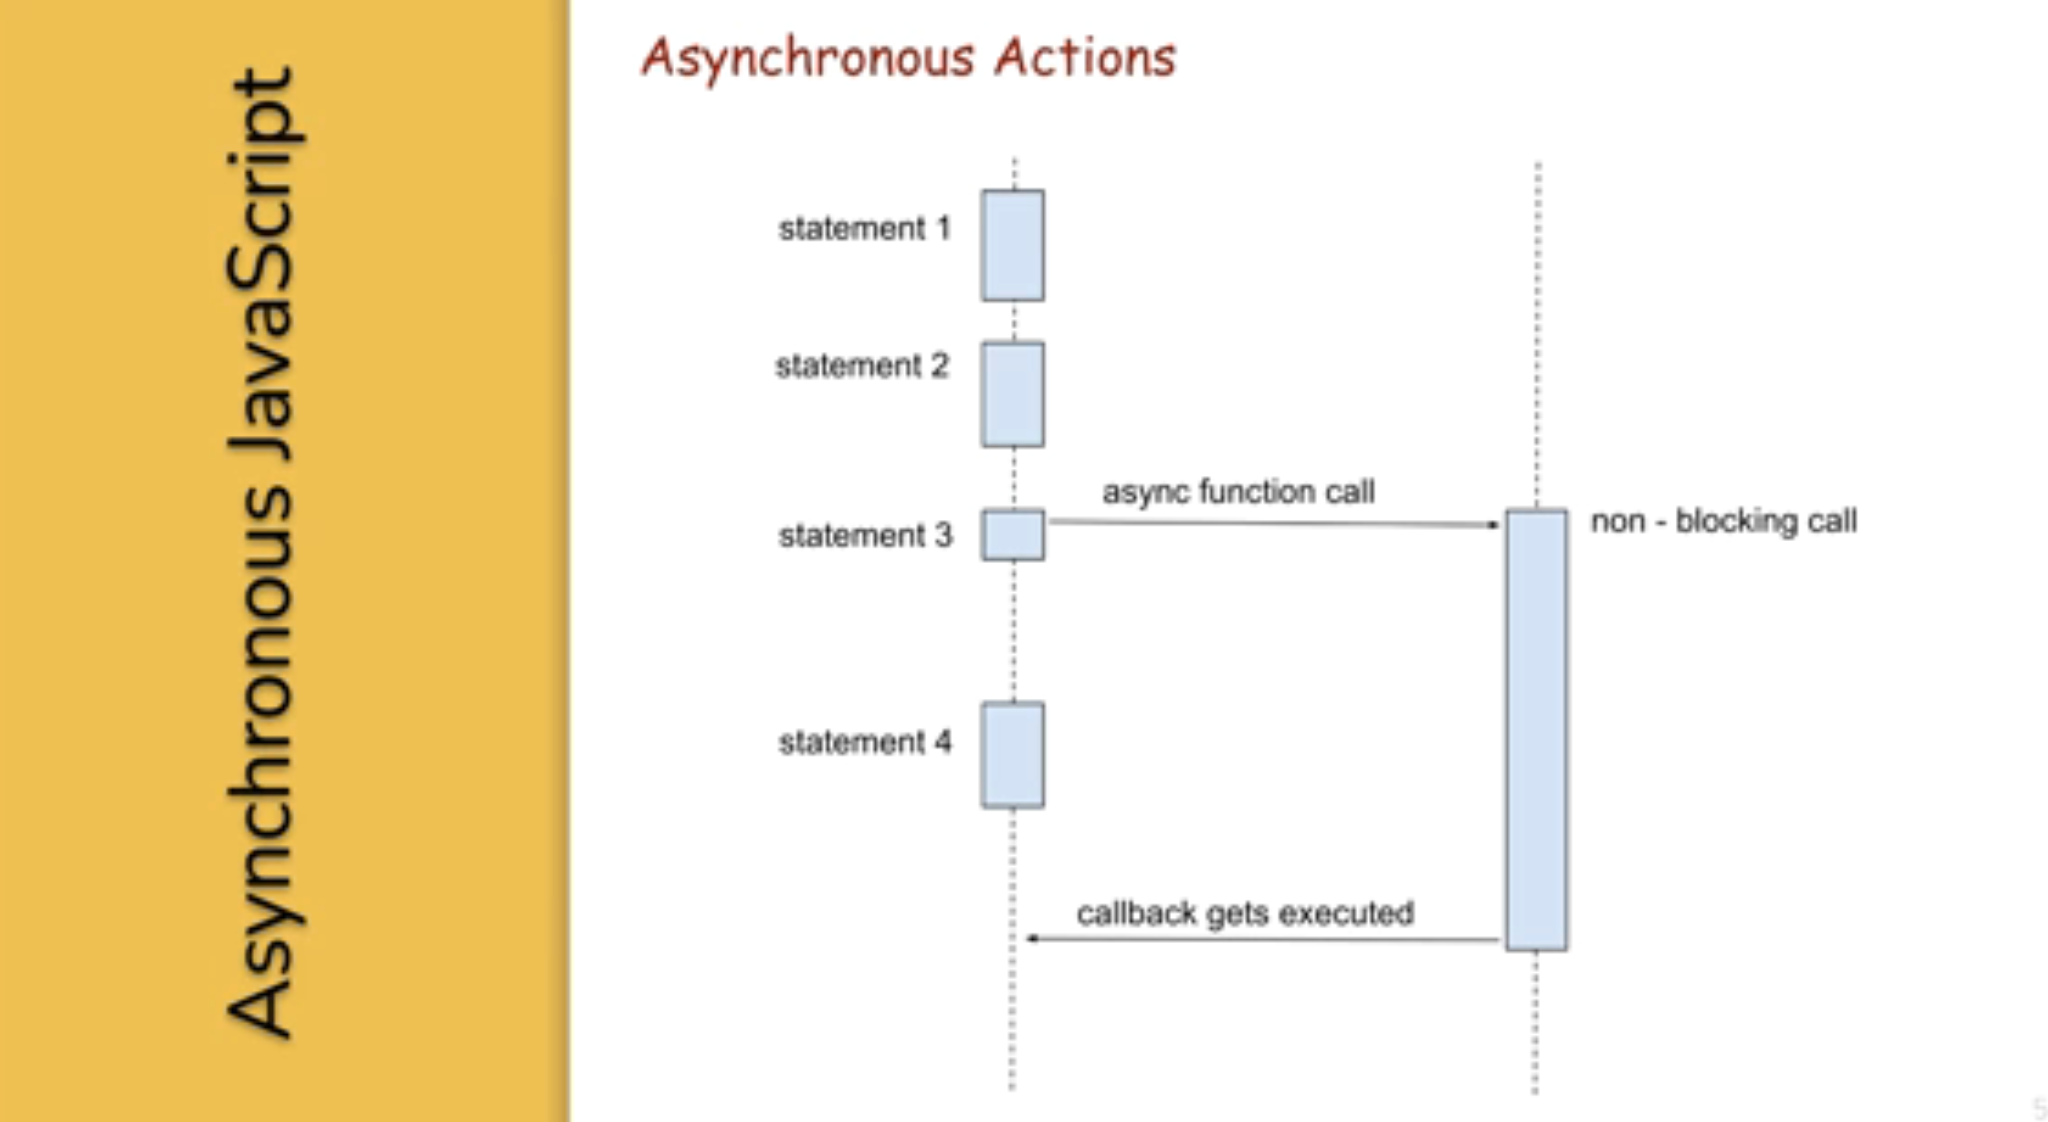 Asynchronous JavaScript
Asynchronous Actions
statement 1
statement 2
async function call
statement 3
non - blocking call
statement 4
callback gets executed
5